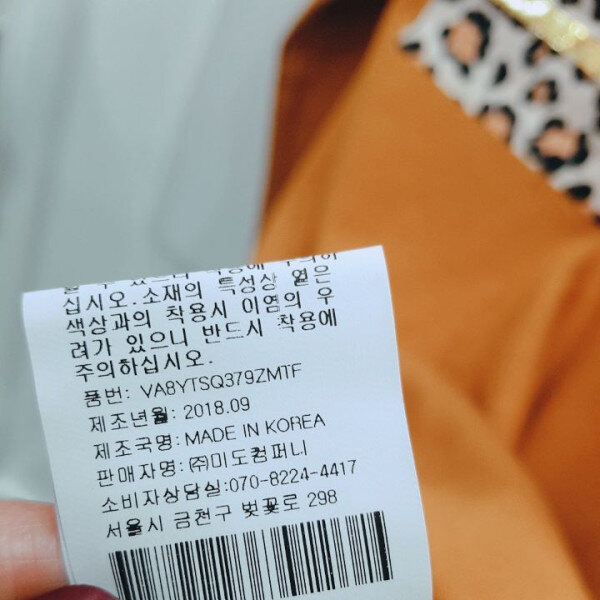 십시오.소재의 특성상 옅은
색상과의 착용시 이염의 우
려가 있으니 반드시 착용에
주의하십시오.
품번: VA8YTSQ379ZMTF
제조년월: 2018.09
제조국명: MADE IN KOREA
판매자명: ㈜미도컴퍼니
소비자상담실:070-8224-4417
서울시 금천구 벚꽃로 298